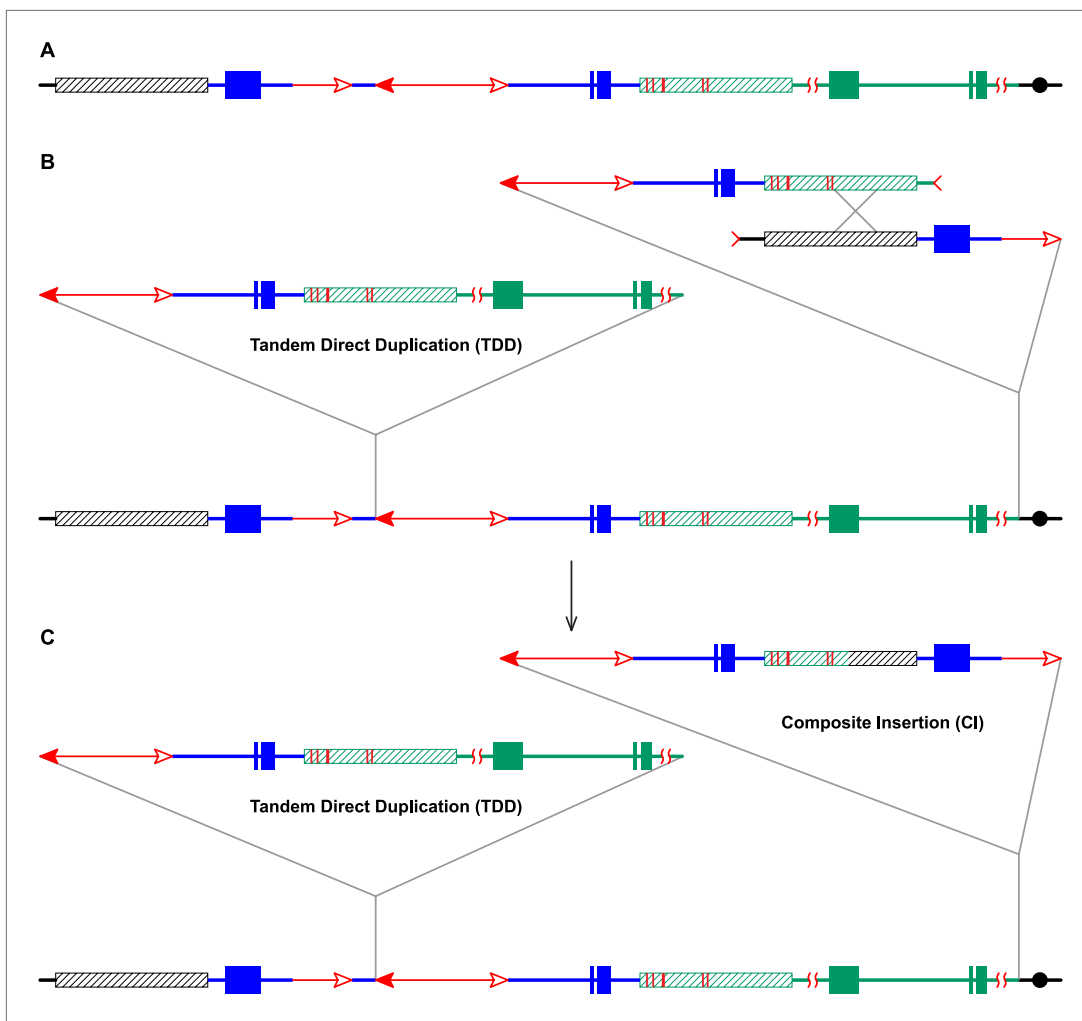 A
B
Tandem Direct Duplication (TDD)
C
Composite Insertion (CI)
Tandem Direct Duplication (TDD)